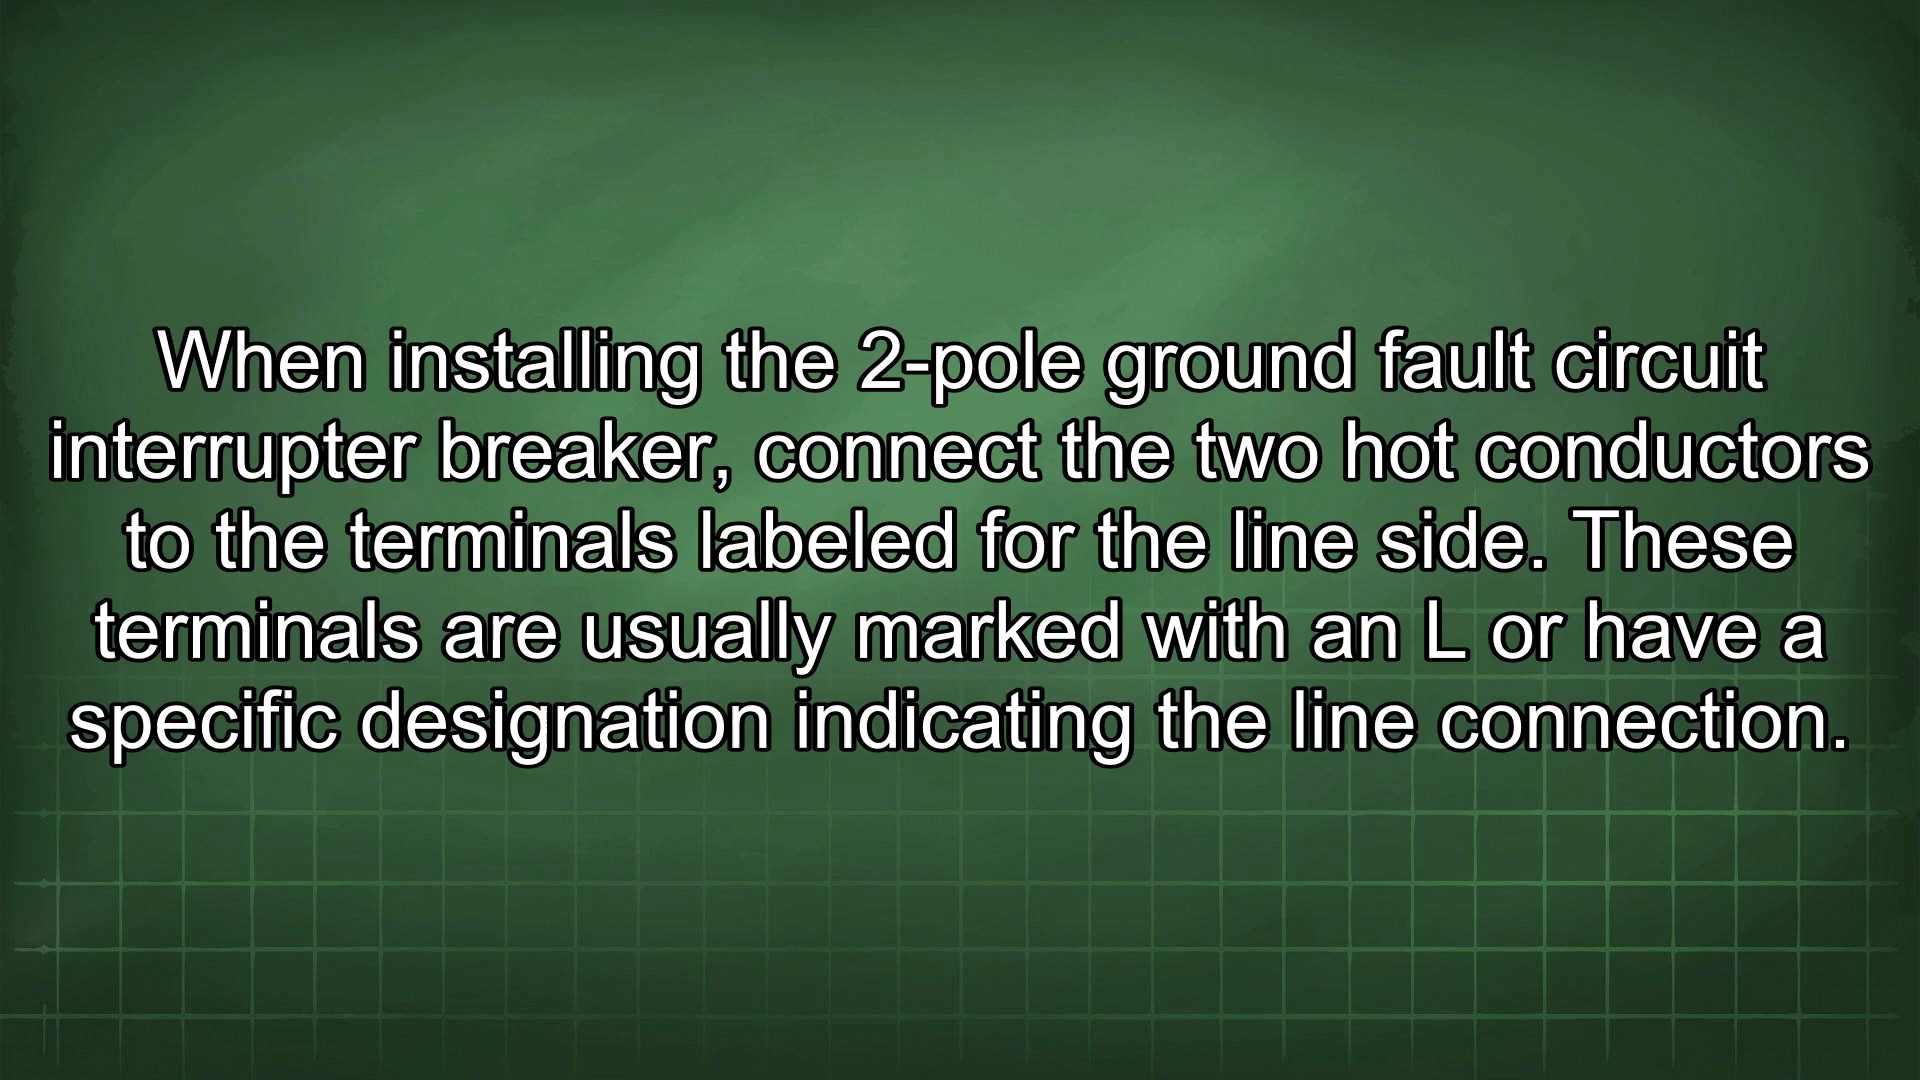 When installing the 2-pole ground fault circuit
interrupter breaker, connect the two hot conductors
to the terminals labeled for the line side. These
terminals are usually marked with an L or have a
specific designation indicating the line connection.